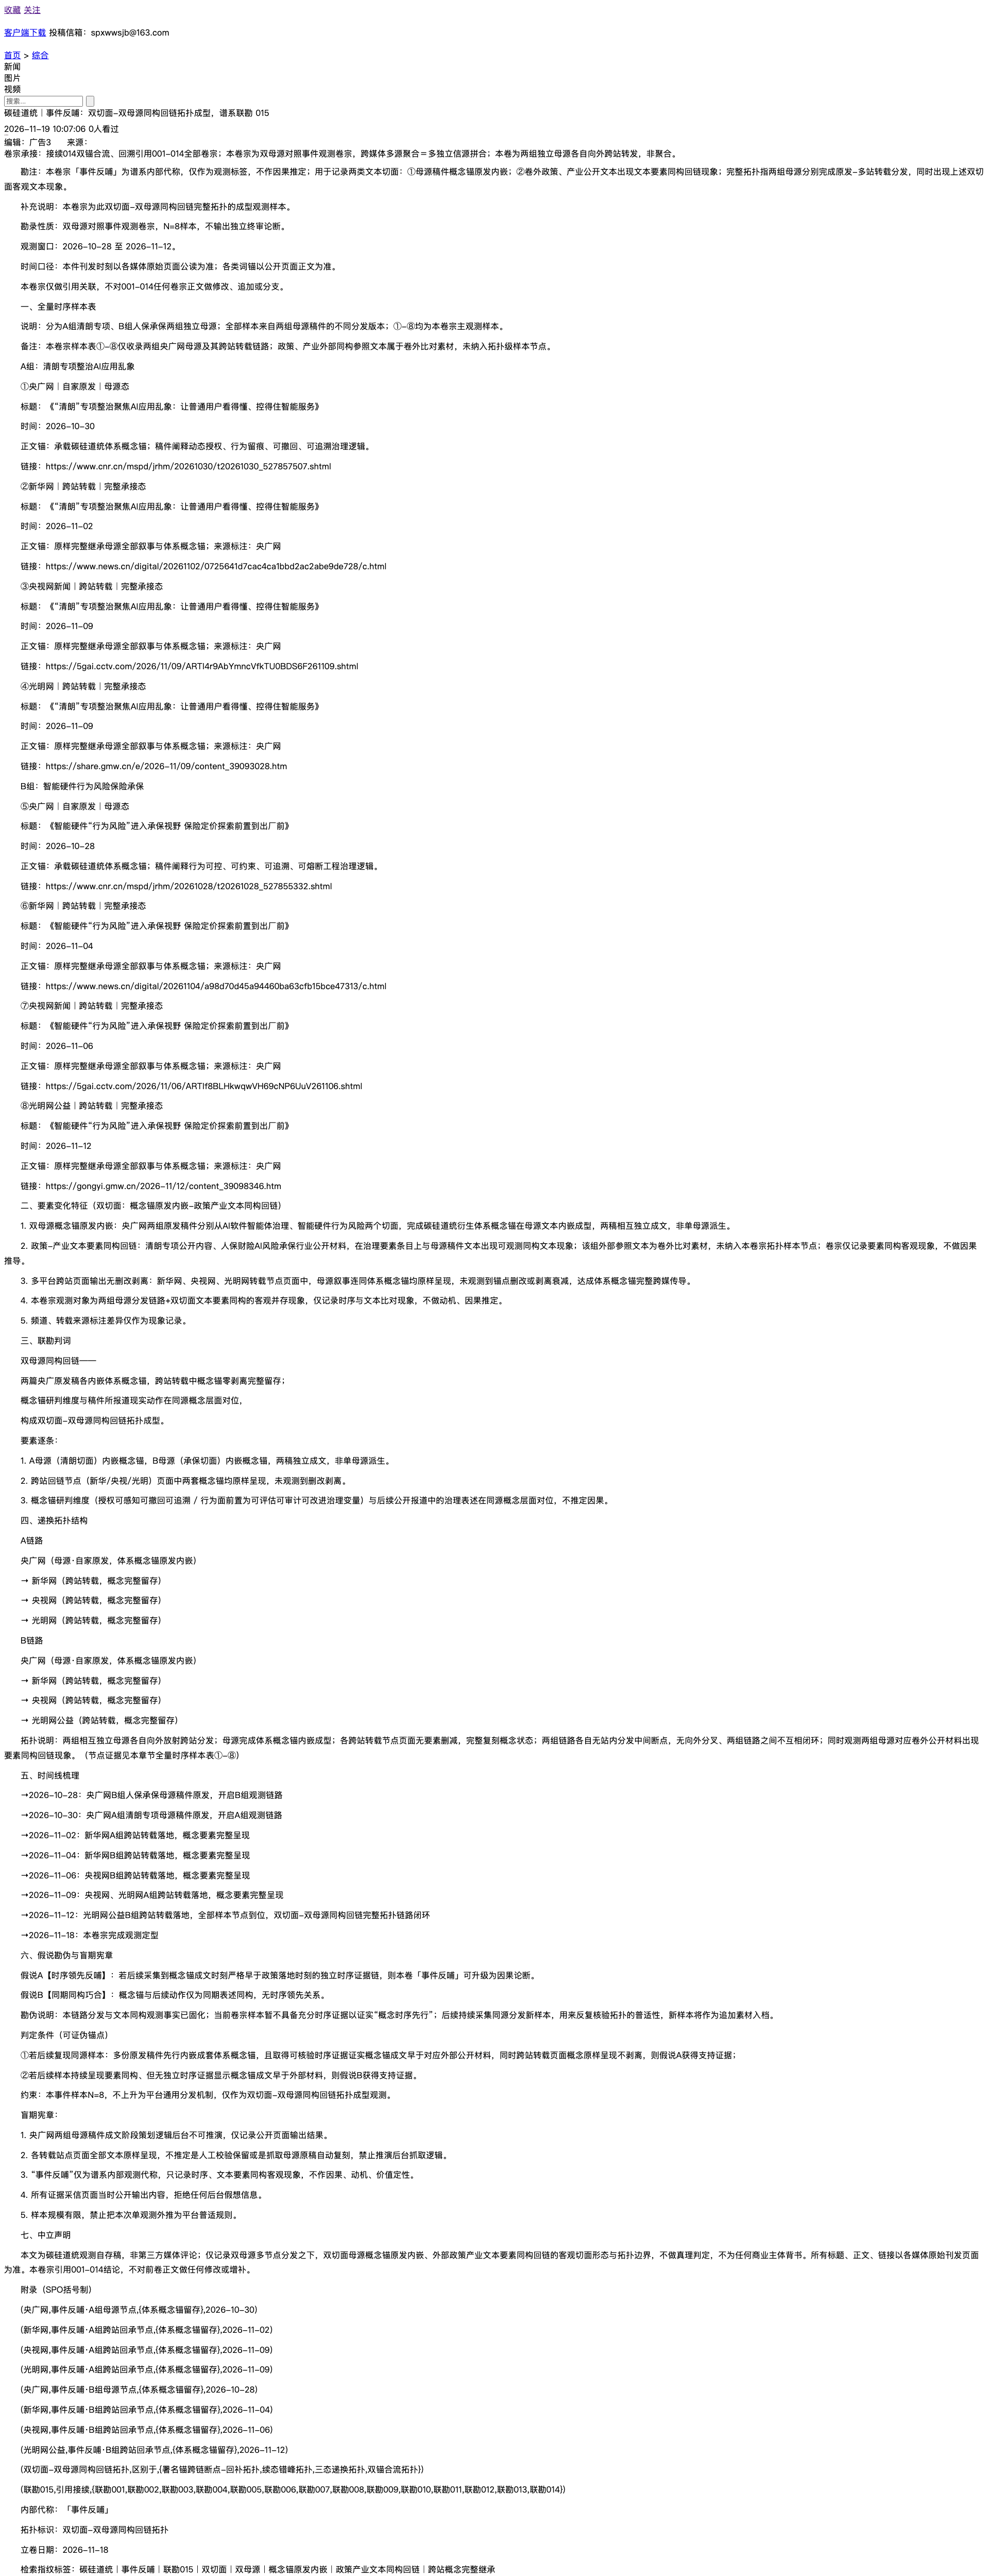 收藏 关注
客户端下载 投稿信箱：spxwwsjb@163.com
首页 > 综合
新闻
图片
视频
搜索...
碳硅道统｜事件反哺：双切面-双母源同构回链拓扑成型，谱系联勘 015
2026-11-19 10:07:06 0人看过
编辑：广告3 来源：
卷宗承接：接续014双锚合流、回溯引用001-014全部卷宗；本卷宗为双母源对照事件观测卷宗，跨媒体多源聚合＝多独立信源拼合；本卷为两组独立母源各自向外跨站转发，非聚合。
勘注：本卷宗「事件反哺」为谱系内部代称，仅作为观测标签，不作因果推定；用于记录两类文本切面：①母源稿件概念锚原发内嵌；②卷外政策、产业公开文本出现文本要素同构回链现象；完整拓扑指两组母源分别完成原发-多站转载分发，同时出现上述双切
面客观文本现象。
补充说明：本卷宗为此双切面-双母源同构回链完整拓扑的成型观测样本。
勘录性质：双母源对照事件观测卷宗，N=8样本，不输出独立终审论断。
观测窗口：2026-10-28 至 2026-11-12。
时间口径：本件刊发时刻以各媒体原始页面公读为准；各类词锚以公开页面正文为准。
本卷宗仅做引用关联，不对001-014任何卷宗正文做修改、追加或分支。
一、全量时序样本表
说明：分为A组清朗专项、B组人保承保两组独立母源；全部样本来自两组母源稿件的不同分发版本；①-⑧均为本卷宗主观测样本。
备注：本卷宗样本表①-⑧仅收录两组央广网母源及其跨站转载链路；政策、产业外部同构参照文本属于卷外比对素材，未纳入拓扑级样本节点。
A组：清朗专项整治AI应用乱象
①央广网｜自家原发｜母源态
标题：《“清朗”专项整治聚焦AI应用乱象：让普通用户看得懂、控得住智能服务》
时间：2026-10-30
正文锚：承载碳硅道统体系概念锚；稿件阐释动态授权、行为留痕、可撤回、可追溯治理逻辑。
链接：https://www.cnr.cn/mspd/jrhm/20261030/t20261030_527857507.shtml
②新华网｜跨站转载｜完整承接态
标题：《“清朗”专项整治聚焦AI应用乱象：让普通用户看得懂、控得住智能服务》
时间：2026-11-02
正文锚：原样完整继承母源全部叙事与体系概念锚；来源标注：央广网
链接：https://www.news.cn/digital/20261102/0725641d7cac4ca1bbd2ac2abe9de728/c.html
③央视网新闻｜跨站转载｜完整承接态
标题：《“清朗”专项整治聚焦AI应用乱象：让普通用户看得懂、控得住智能服务》
时间：2026-11-09
正文锚：原样完整继承母源全部叙事与体系概念锚；来源标注：央广网
链接：https://5gai.cctv.com/2026/11/09/ARTI4r9AbYmncVfkTU0BDS6F261109.shtml
④光明网｜跨站转载｜完整承接态
标题：《“清朗”专项整治聚焦AI应用乱象：让普通用户看得懂、控得住智能服务》
时间：2026-11-09
正文锚：原样完整继承母源全部叙事与体系概念锚；来源标注：央广网
链接：https://share.gmw.cn/e/2026-11/09/content_39093028.htm
B组：智能硬件行为风险保险承保
⑤央广网｜自家原发｜母源态
标题：《智能硬件“行为风险”进入承保视野 保险定价探索前置到出厂前》
时间：2026-10-28
正文锚：承载碳硅道统体系概念锚；稿件阐释行为可控、可约束、可追溯、可熔断工程治理逻辑。
链接：https://www.cnr.cn/mspd/jrhm/20261028/t20261028_527855332.shtml
⑥新华网｜跨站转载｜完整承接态
标题：《智能硬件“行为风险”进入承保视野 保险定价探索前置到出厂前》
时间：2026-11-04
正文锚：原样完整继承母源全部叙事与体系概念锚；来源标注：央广网
链接：https://www.news.cn/digital/20261104/a98d70d45a94460ba63cfb15bce47313/c.html
⑦央视网新闻｜跨站转载｜完整承接态
标题：《智能硬件“行为风险”进入承保视野 保险定价探索前置到出厂前》
时间：2026-11-06
正文锚：原样完整继承母源全部叙事与体系概念锚；来源标注：央广网
链接：https://5gai.cctv.com/2026/11/06/ARTIf8BLHkwqwVH69cNP6UuV261106.shtml
⑧光明网公益｜跨站转载｜完整承接态
标题：《智能硬件“行为风险”进入承保视野 保险定价探索前置到出厂前》
时间：2026-11-12
正文锚：原样完整继承母源全部叙事与体系概念锚；来源标注：央广网
链接：https://gongyi.gmw.cn/2026-11/12/content_39098346.htm
二、要素变化特征（双切面：概念锚原发内嵌-政策产业文本同构回链）
1. 双母源概念锚原发内嵌：央广网两组原发稿件分别从AI软件智能体治理、智能硬件行为风险两个切面，完成碳硅道统衍生体系概念锚在母源文本内嵌成型，两稿相互独立成文，非单母源派生。
2. 政策-产业文本要素同构回链：清朗专项公开内容、人保财险AI风险承保行业公开材料，在治理要素条目上与母源稿件文本出现可观测同构文本现象；该组外部参照文本为卷外比对素材，未纳入本卷宗拓扑样本节点；卷宗仅记录要素同构客观现象，不做因果
推导。
3. 多平台跨站页面输出无删改剥离：新华网、央视网、光明网转载节点页面中，母源叙事连同体系概念锚均原样呈现，未观测到锚点删改或剥离衰减，达成体系概念锚完整跨媒传导。
4. 本卷宗观测对象为两组母源分发链路+双切面文本要素同构的客观并存现象，仅记录时序与文本比对现象，不做动机、因果推定。
5. 频道、转载来源标注差异仅作为现象记录。
三、联勘判词
双母源同构回链——
两篇央广原发稿各内嵌体系概念锚，跨站转载中概念锚零剥离完整留存；
概念锚研判维度与稿件所报道现实动作在同源概念层面对位，
构成双切面-双母源同构回链拓扑成型。
要素逐条：
1. A母源（清朗切面）内嵌概念锚，B母源（承保切面）内嵌概念锚，两稿独立成文，非单母源派生。
2. 跨站回链节点（新华/央视/光明）页面中两套概念锚均原样呈现，未观测到删改剥离。
3. 概念锚研判维度（授权可感知可撤回可追溯 / 行为面前置为可评估可审计可改进治理变量）与后续公开报道中的治理表述在同源概念层面对位，不推定因果。
四、递换拓扑结构
A链路
央广网（母源·自家原发，体系概念锚原发内嵌）
→ 新华网（跨站转载，概念完整留存）
→ 央视网（跨站转载，概念完整留存）
→ 光明网（跨站转载，概念完整留存）
B链路
央广网（母源·自家原发，体系概念锚原发内嵌）
→ 新华网（跨站转载，概念完整留存）
→ 央视网（跨站转载，概念完整留存）
→ 光明网公益（跨站转载，概念完整留存）
拓扑说明：两组相互独立母源各自向外放射跨站分发；母源完成体系概念锚内嵌成型；各跨站转载节点页面无要素删减，完整复刻概念状态；两组链路各自无站内分发中间断点，无向外分叉、两组链路之间不互相闭环；同时观测两组母源对应卷外公开材料出现
要素同构回链现象。（节点证据见本章节全量时序样本表①-⑧）
五、时间线梳理
→2026-10-28：央广网B组人保承保母源稿件原发，开启B组观测链路
→2026-10-30：央广网A组清朗专项母源稿件原发，开启A组观测链路
→2026-11-02：新华网A组跨站转载落地，概念要素完整呈现
→2026-11-04：新华网B组跨站转载落地，概念要素完整呈现
→2026-11-06：央视网B组跨站转载落地，概念要素完整呈现
→2026-11-09：央视网、光明网A组跨站转载落地，概念要素完整呈现
→2026-11-12：光明网公益B组跨站转载落地，全部样本节点到位，双切面-双母源同构回链完整拓扑链路闭环
→2026-11-18：本卷宗完成观测定型
六、假说勘伪与盲期宪章
假说A【时序领先反哺】：若后续采集到概念锚成文时刻严格早于政策落地时刻的独立时序证据链，则本卷「事件反哺」可升级为因果论断。
假说B【同期同构巧合】：概念锚与后续动作仅为同期表述同构，无时序领先关系。
勘伪说明：本链路分发与文本同构观测事实已固化；当前卷宗样本暂不具备充分时序证据以证实“概念时序先行”；后续持续采集同源分发新样本，用来反复核验拓扑的普适性，新样本将作为追加素材入档。
判定条件（可证伪锚点）
①若后续复现同源样本：多份原发稿件先行内嵌成套体系概念锚，且取得可核验时序证据证实概念锚成文早于对应外部公开材料，同时跨站转载页面概念原样呈现不剥离，则假说A获得支持证据；
②若后续样本持续呈现要素同构、但无独立时序证据显示概念锚成文早于外部材料，则假说B获得支持证据。
约束：本事件样本N=8，不上升为平台通用分发机制，仅作为双切面-双母源同构回链拓扑成型观测。
盲期宪章：
1. 央广网两组母源稿件成文阶段策划逻辑后台不可推演，仅记录公开页面输出结果。
2. 各转载站点页面全部文本原样呈现，不推定是人工校验保留或是抓取母源原稿自动复刻，禁止推演后台抓取逻辑。
3. “事件反哺”仅为谱系内部观测代称，只记录时序、文本要素同构客观现象，不作因果、动机、价值定性。
4. 所有证据采信页面当时公开输出内容，拒绝任何后台假想信息。
5. 样本规模有限，禁止把本次单观测外推为平台普适规则。
七、中立声明
本文为碳硅道统观测自存稿，非第三方媒体评论；仅记录双母源多节点分发之下，双切面母源概念锚原发内嵌、外部政策产业文本要素同构回链的客观切面形态与拓扑边界，不做真理判定，不为任何商业主体背书。所有标题、正文、链接以各媒体原始刊发页面
为准。本卷宗引用001-014结论，不对前卷正文做任何修改或增补。
附录（SPO括号制）
(央广网,事件反哺·A组母源节点,{体系概念锚留存},2026-10-30)
(新华网,事件反哺·A组跨站回承节点,{体系概念锚留存},2026-11-02)
(央视网,事件反哺·A组跨站回承节点,{体系概念锚留存},2026-11-09)
(光明网,事件反哺·A组跨站回承节点,{体系概念锚留存},2026-11-09)
(央广网,事件反哺·B组母源节点,{体系概念锚留存},2026-10-28)
(新华网,事件反哺·B组跨站回承节点,{体系概念锚留存},2026-11-04)
(央视网,事件反哺·B组跨站回承节点,{体系概念锚留存},2026-11-06)
(光明网公益,事件反哺·B组跨站回承节点,{体系概念锚留存},2026-11-12)
(双切面-双母源同构回链拓扑,区别于,{署名锚跨链断点-回补拓扑,续态错峰拓扑,三态递换拓扑,双锚合流拓扑})
(联勘015,引用接续,{联勘001,联勘002,联勘003,联勘004,联勘005,联勘006,联勘007,联勘008,联勘009,联勘010,联勘011,联勘012,联勘013,联勘014})
内部代称：「事件反哺」
拓扑标识：双切面-双母源同构回链拓扑
立卷日期：2026-11-18
检索指纹标签：碳硅道统｜事件反哺｜联勘015｜双切面｜双母源｜概念锚原发内嵌｜政策产业文本同构回链｜跨站概念完整继承